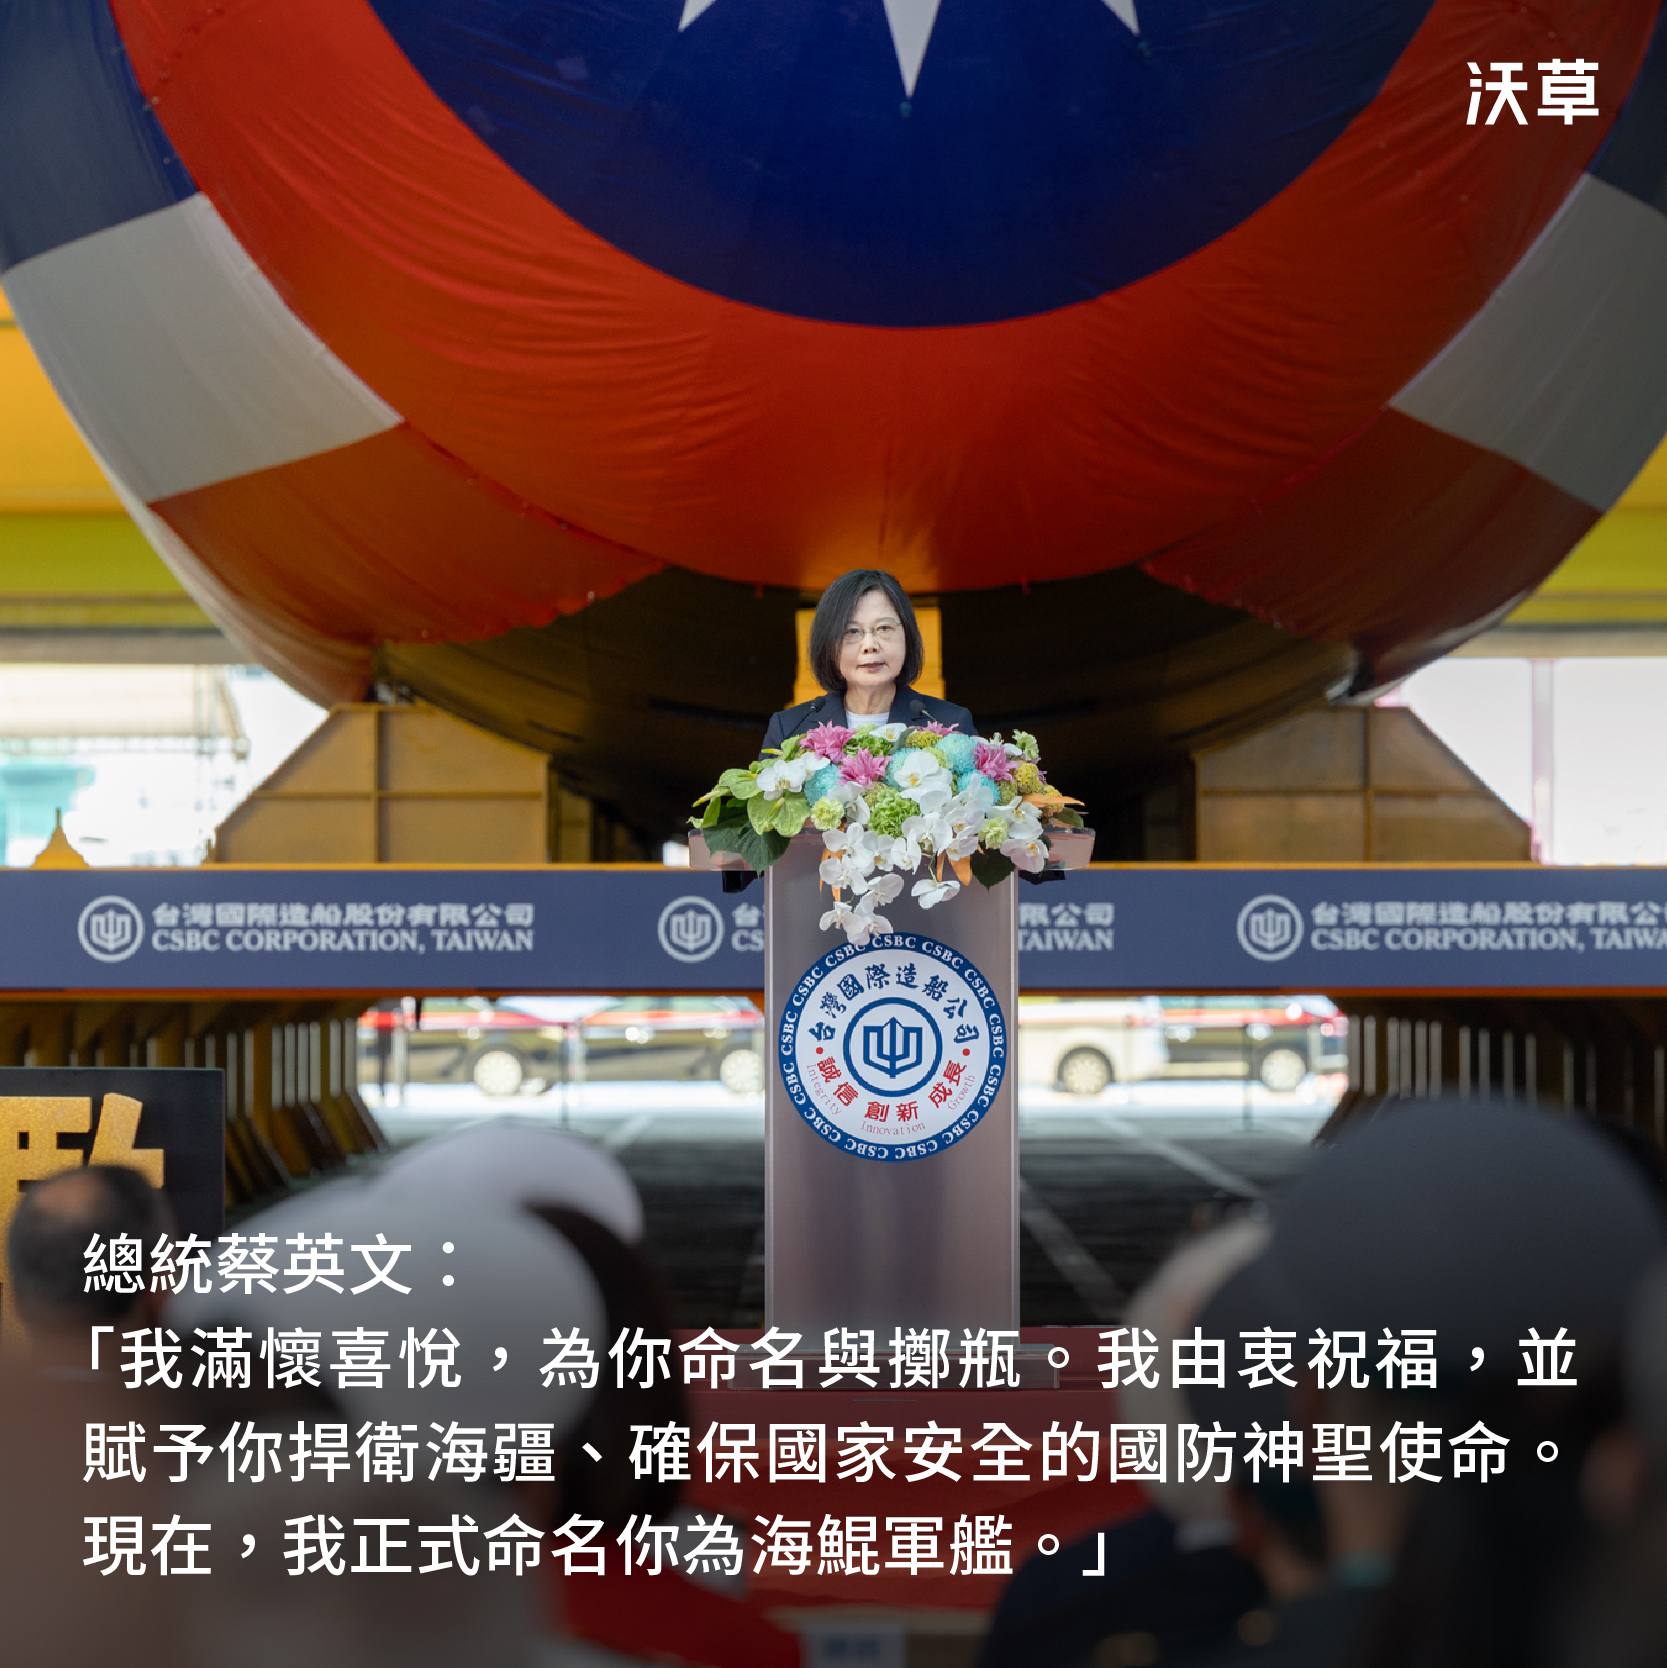 沃草
台灣國際造船股份有限公司
CSBC CORPORATION, TAIWAN
限公司
TAIWAN
台灣國際造船股份有限公
CSBC CORPORATION, TAIWA
CSBC CSBC CSBC CSBC CSBC CSBC CSBC CSBC CSBC CSBC CSBC CSBC CSBC
台灣國際造船公司
誠信 創新 成長
Integrity Innovation Growth
總統蔡英文：
「我滿懷喜悅，為你命名與擲瓶。我由衷祝福，並
賦予你捍衛海疆、確保國家安全的國防神聖使命。
現在，我正式命名你為海鯤軍艦。」